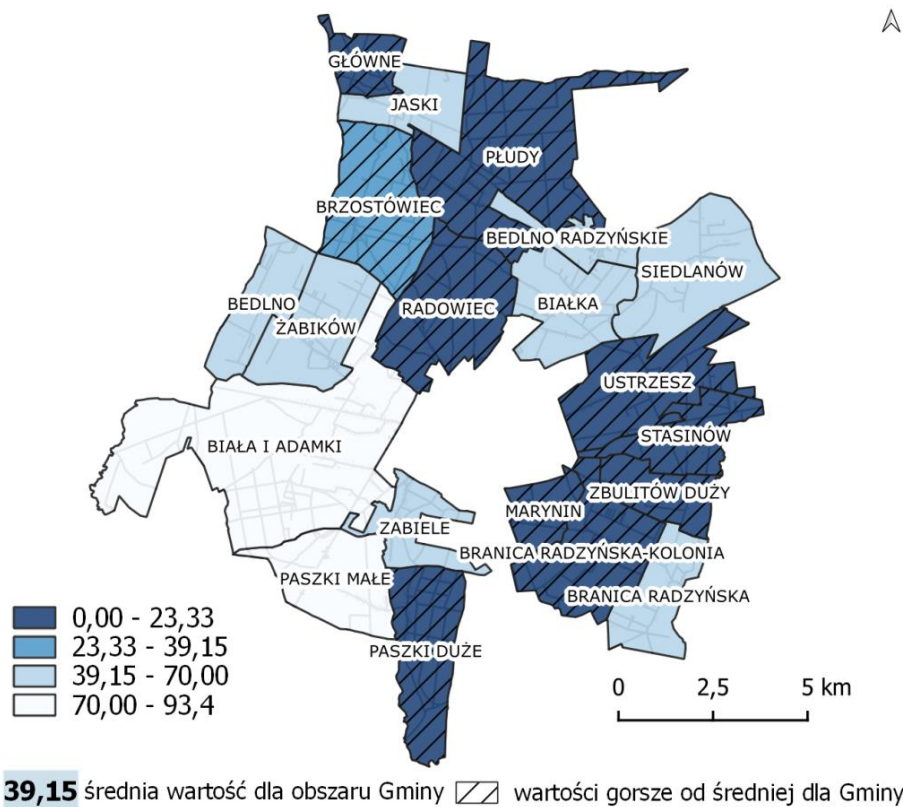 GŁÓWNE
JASKI
PŁUDY
BRZOSTÓWIEC
BEDLNO RADZYŃSKIE
SIEDLANÓW
BEDLNO
BIAŁKA
RADOWIEC
ŻABIKÓW
USTRZESZ
STASINÓW
BIAŁA I ADAMKI
ZBULITÓW DUŻY
MARYNIN
ZABIELE
BRANICA RADZYŃSKA-KOLONIA
PASZKI MAŁE
BRANICA RADZYŃSKA
PASZKI DUŻE
0,00 - 23,33
23,33 - 39,15
39,15 - 70,00
70,00 - 93,4
0 2,5 5 km
39,15 średnia wartość dla obszaru Gminy wartości gorsze od średniej dla Gminy